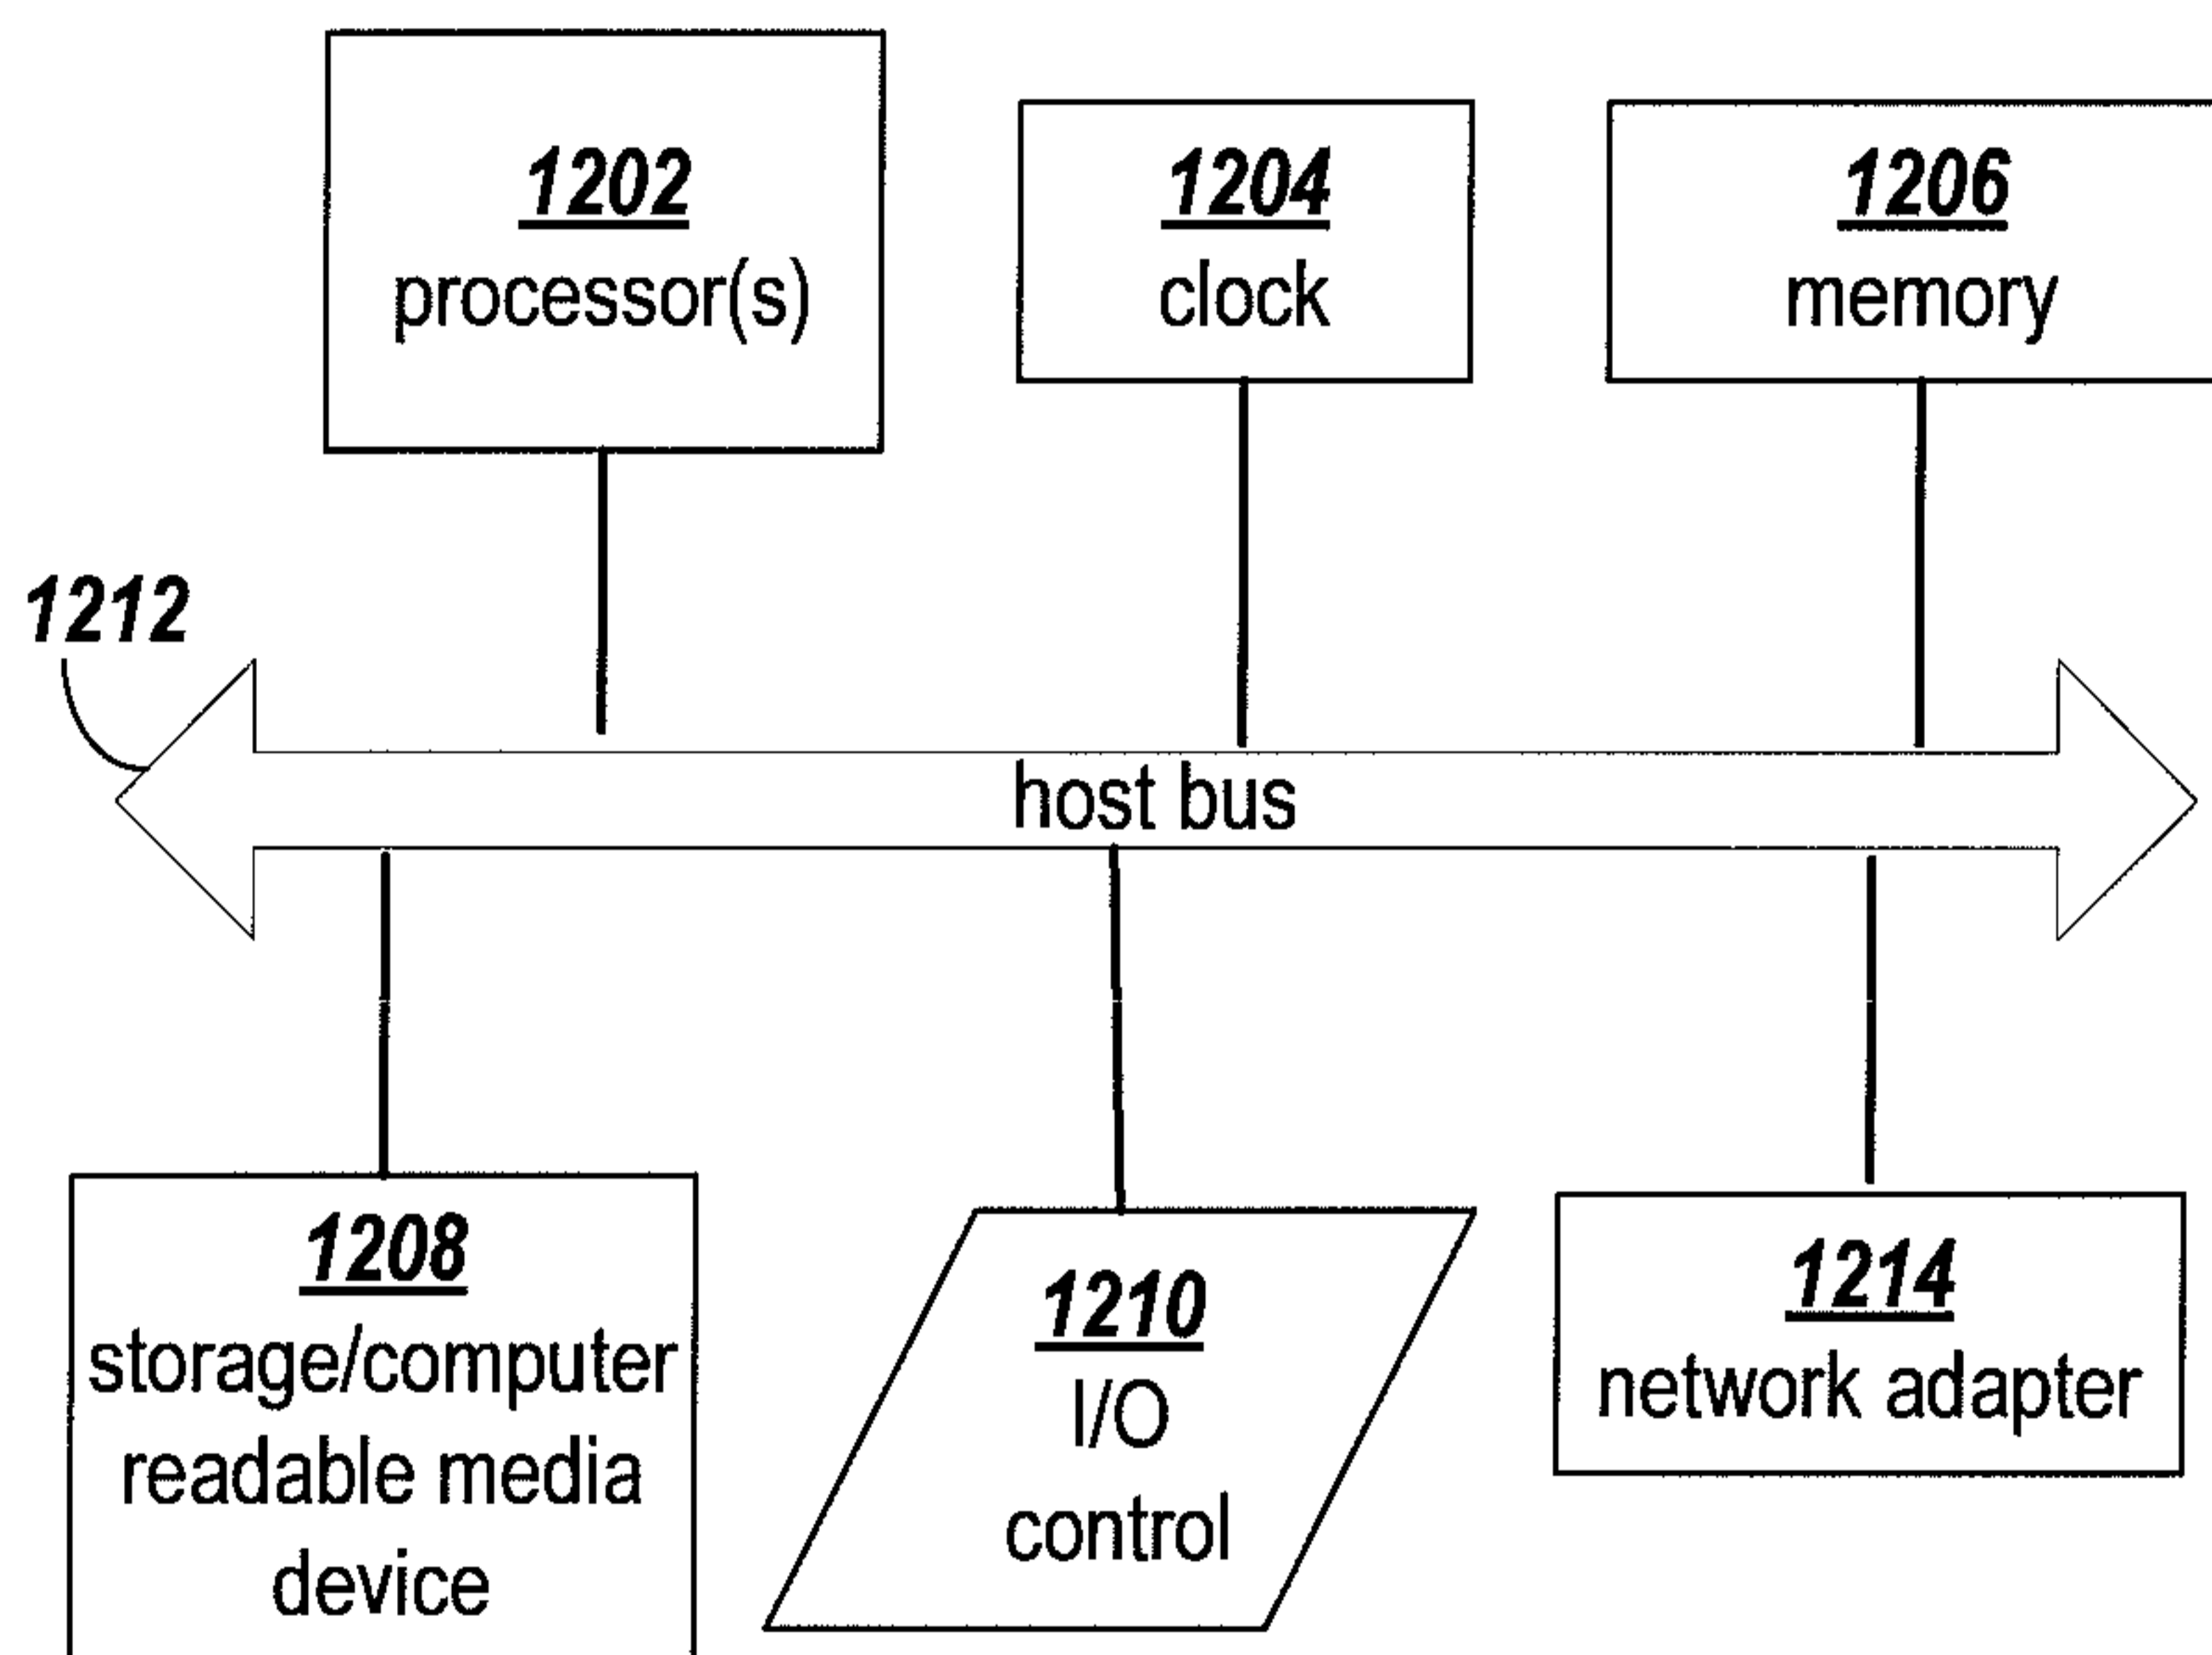 1202
processor(s)
1204
clock
1206
memory
1212
host bus
1208
storage/computer
readable media
device
1210
I/O
control
1214
network adapter